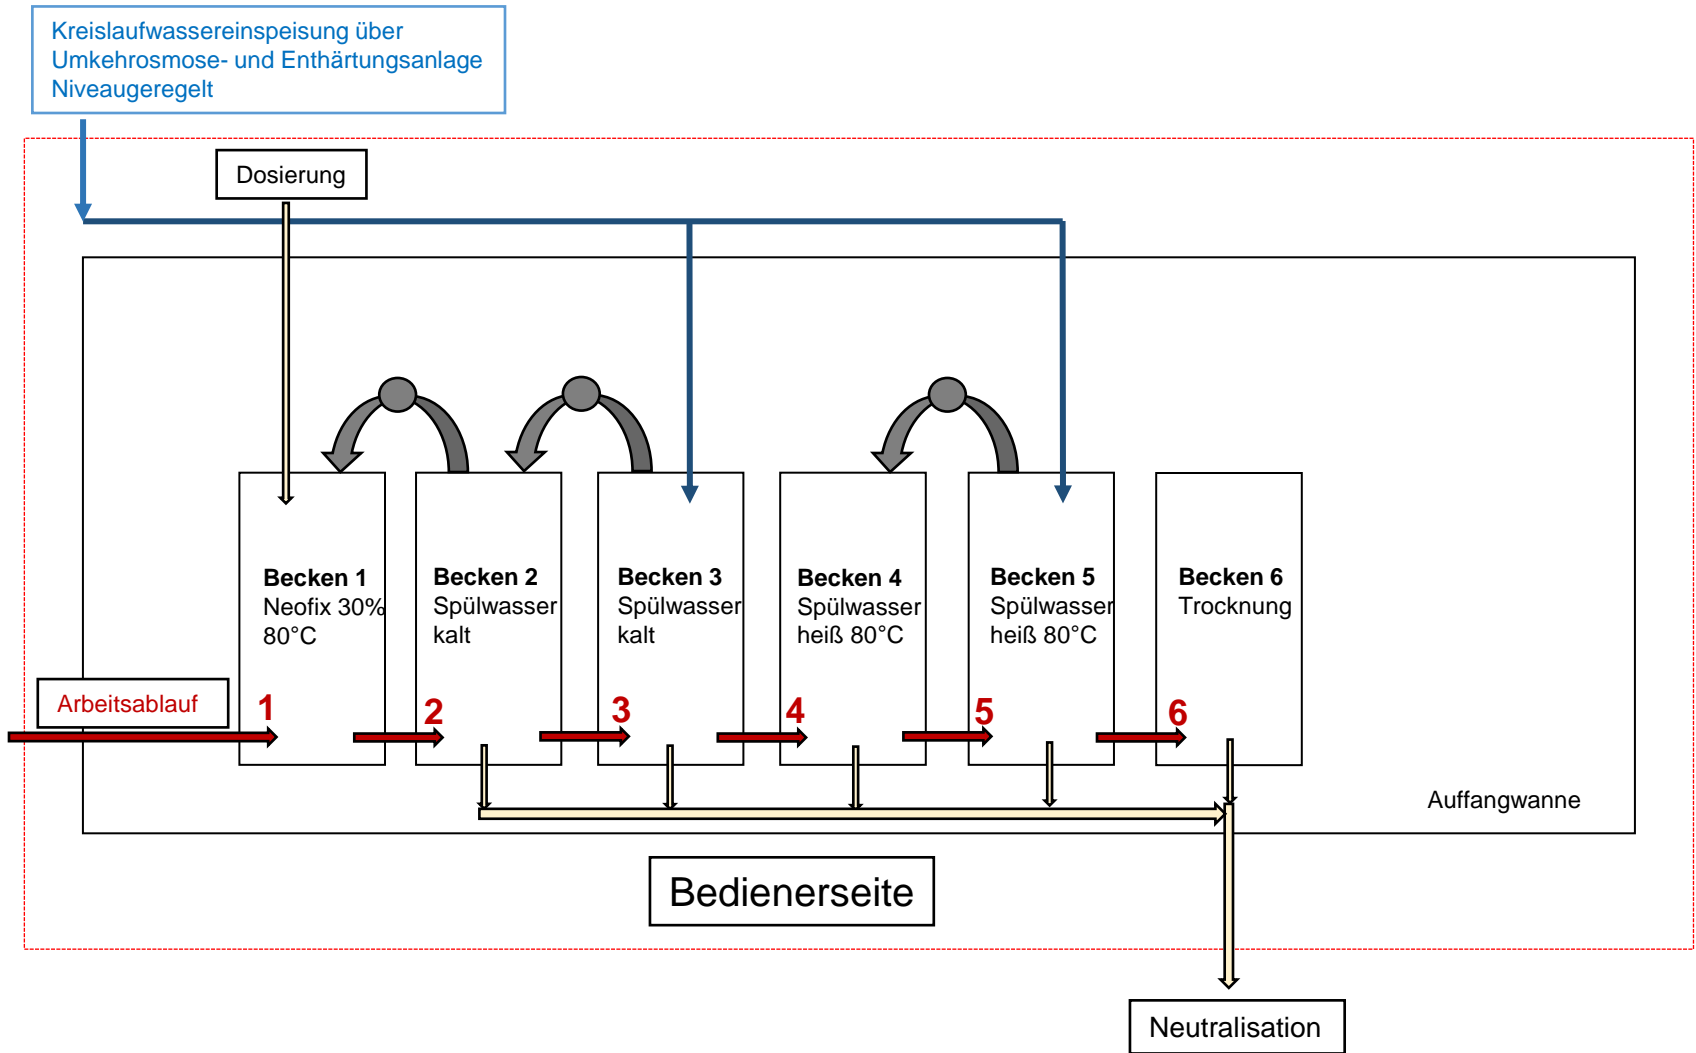 Kreislaufwassereinspeisung über
Umkehrosmose- und Enthärtungsanlage
Niveaugeregelt
Dosierung
Becken 1
Neofix 30%
80°C
Becken 2
Spülwasser
kalt
Becken 3
Spülwasser
kalt
Becken 4
Spülwasser
heiß 80°C
Becken 5
Spülwasser
heiß 80°C
Becken 6
Trocknung
Arbeitsablauf
1
2
3
4
5
6
Auffangwanne
Bedienerseite
Neutralisation